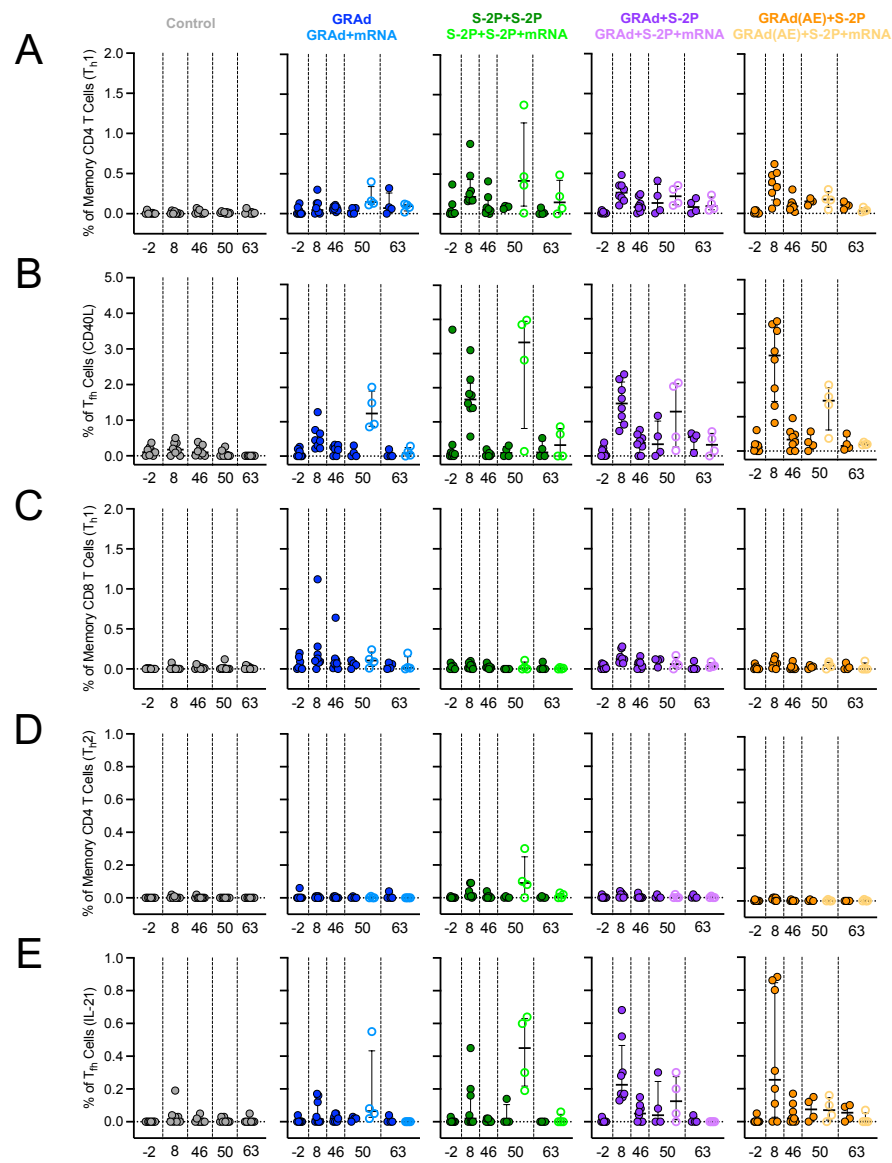 Control
GRAd
GRAd+mRNA
S-2P+S-2P
S-2P+S-2P+mRNA
GRAd+S-2P
GRAd+S-2P+mRNA
GRAd(AE)+S-2P
GRAd(AE)+S-2P+mRNA
A
% of Memory CD4 T Cells (Th1)
2.0
1.5
1.0
0.5
0.0
-2 8 46 50 63 -2 8 46 50 63 -2 8 46 50 63 -2 8 46 50 63 -2 8 46 50 63
B
% of Tfh Cells (CD40L)
5.0
4.0
3.0
2.0
1.0
0.0
-2 8 46 50 63 -2 8 46 50 63 -2 8 46 50 63 -2 8 46 50 63 -2 8 46 50 63
C
% of Memory CD8 T Cells (Th1)
2.0
1.5
1.0
0.5
0.0
-2 8 46 50 63 -2 8 46 50 63 -2 8 46 50 63 -2 8 46 50 63 -2 8 46 50 63
D
% of Memory CD4 T Cells (Th2)
1.0
0.8
0.6
0.4
0.2
0.0
-2 8 46 50 63 -2 8 46 50 63 -2 8 46 50 63 -2 8 46 50 63 -2 8 46 50 63
E
% of Tfh Cells (IL-21)
1.0
0.8
0.6
0.4
0.2
0.0
-2 8 46 50 63 -2 8 46 50 63 -2 8 46 50 63 -2 8 46 50 63 -2 8 46 50 63